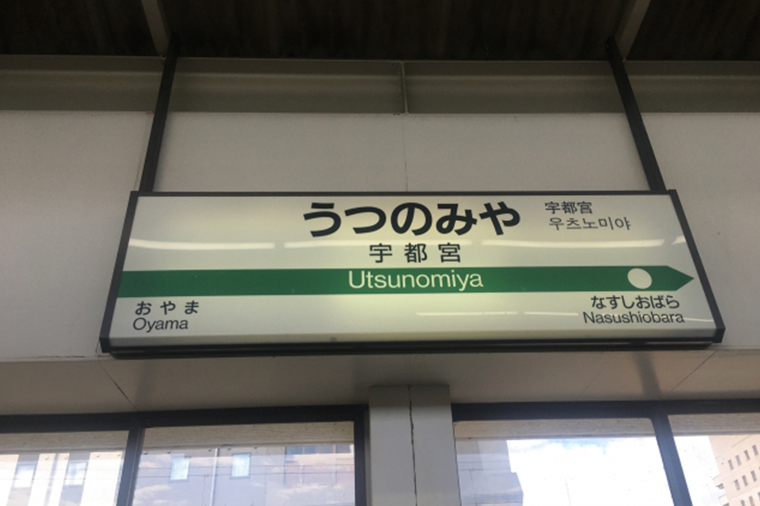 うつのみや
宇都宮
우츠노미야
宇都宮
Utsunomiya
おやま
Oyama
なすしおばら
Nasushiobara